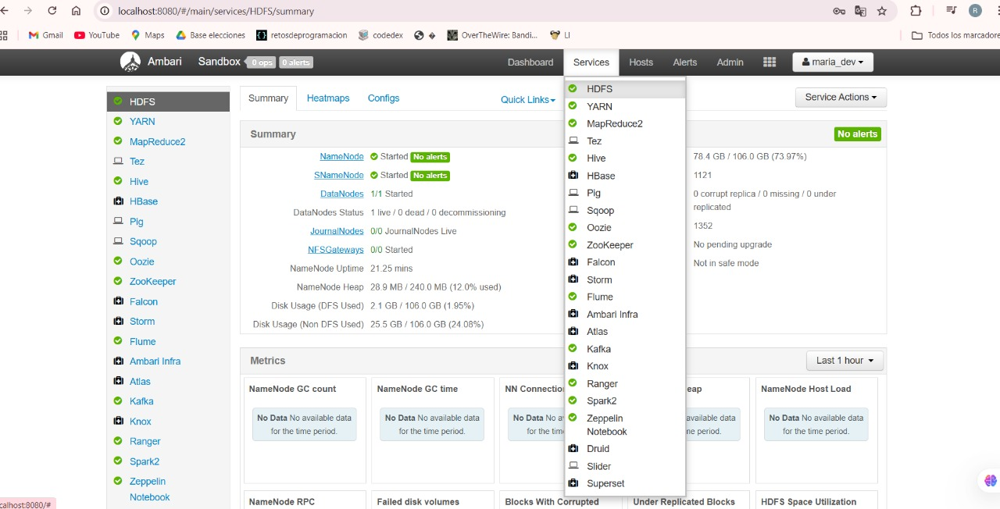 localhost:8080/#/main/services/HDFS/summary
R
Gmail
YouTube
Maps
Base elecciones
retosdeprogramacion
codedex
OverTheWire: Bandi...
LI
Todos los marcadore
Ambari
Sandbox
0 ops
0 alerts
Dashboard
Services
Hosts
Alerts
Admin
maria_dev
HDFS
YARN
MapReduce2
Tez
Hive
HBase
Pig
Sqoop
Oozie
ZooKeeper
Falcon
Storm
Flume
Ambari Infra
Atlas
Kafka
Knox
Ranger
Spark2
Zeppelin
Notebook
Summary
Heatmaps
Configs
Quick Links
Service Actions
Summary
No alerts
NameNode Started No alerts
SNameNode Started No alerts
DataNodes 1/1 Started
DataNodes Status 1 live / 0 dead / 0 decommissioning
JournalNodes 0/0 JournalNodes Live
NFSGateways 0/0 Started
NameNode Uptime 21.25 mins
NameNode Heap 28.9 MB / 240.0 MB (12.0% used)
Disk Usage (DFS Used) 2.1 GB / 106.0 GB (1.95%)
Disk Usage (Non DFS Used) 25.5 GB / 106.0 GB (24.08%)
78.4 GB / 106.0 GB (73.97%)
1121
0 corrupt replica / 0 missing / 0 under
replicated
1352
No pending upgrade
Not in safe mode
HDFS
YARN
MapReduce2
Tez
Hive
HBase
Pig
Sqoop
Oozie
ZooKeeper
Falcon
Storm
Flume
Ambari Infra
Atlas
Kafka
Knox
Ranger
Spark2
Zeppelin
Notebook
Druid
Slider
Superset
Metrics
Last 1 hour
NameNode GC count
No Data No available data
for the time period.
NameNode GC time
No Data No available data
for the time period.
NN Connection
No Data No av
for the tim
eap
ailable data
ne period.
NameNode Host Load
No Data No available data
for the time period.
NameNode RPC
Failed disk volumes
Blocks With Corrupted
Under Replicated Blocks
HDFS Space Utilization
calhost:8080/#